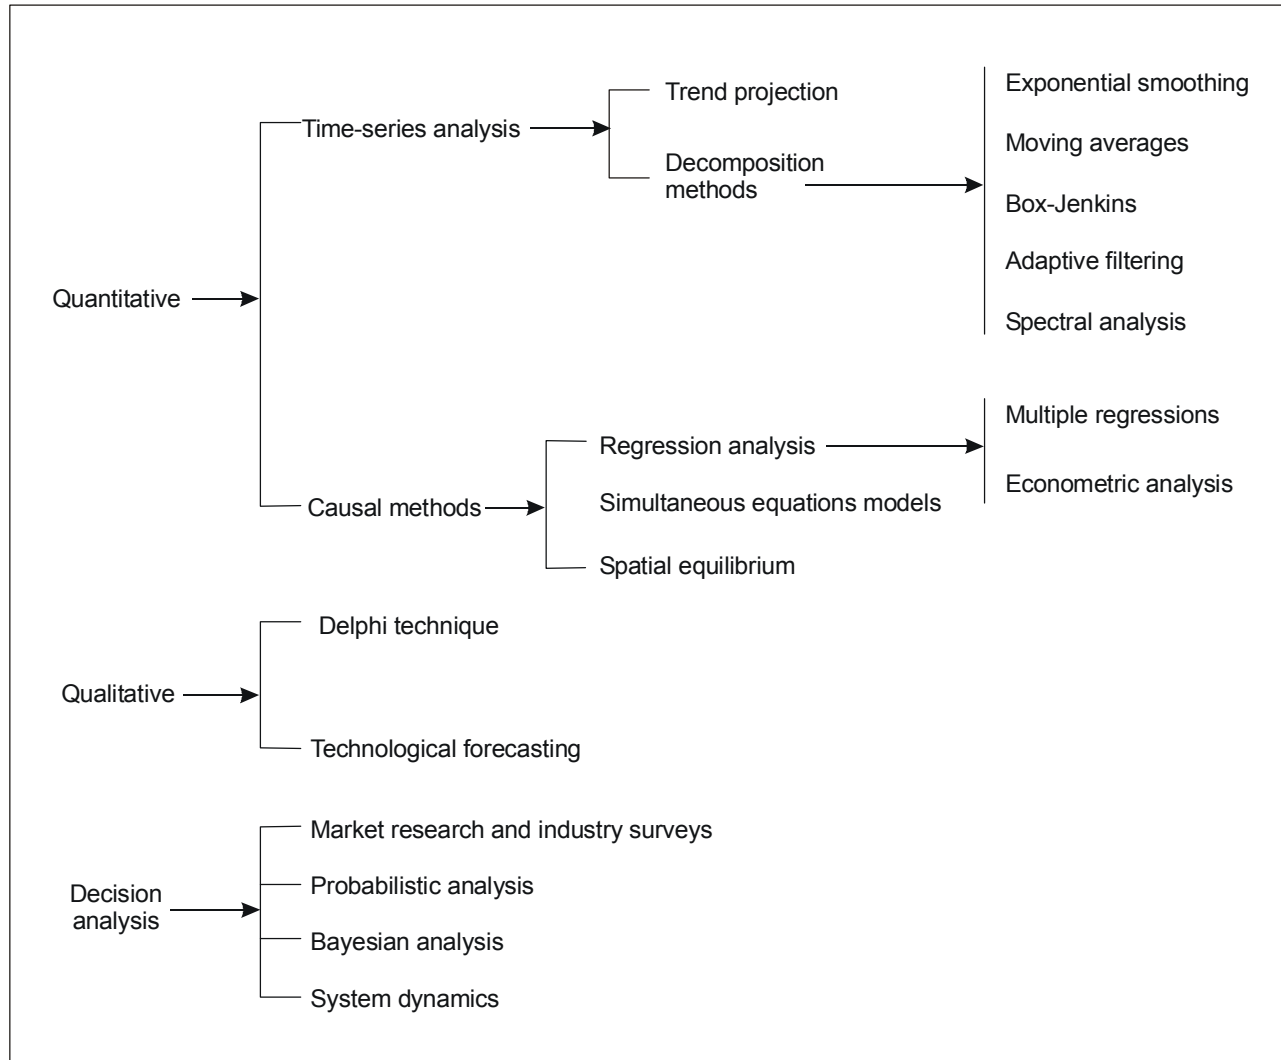 Exponential smoothing
Trend projection
Time-series analysis
Moving averages
Decomposition
methods
Box-Jenkins
Adaptive filtering
Quantitative
Spectral analysis
Multiple regressions
Regression analysis
Econometric analysis
Causal methods
Simultaneous equations models
Spatial equilibrium
Delphi technique
Qualitative
Technological forecasting
Market research and industry surveys
Probabilistic analysis
Decision
analysis
Bayesian analysis
System dynamics